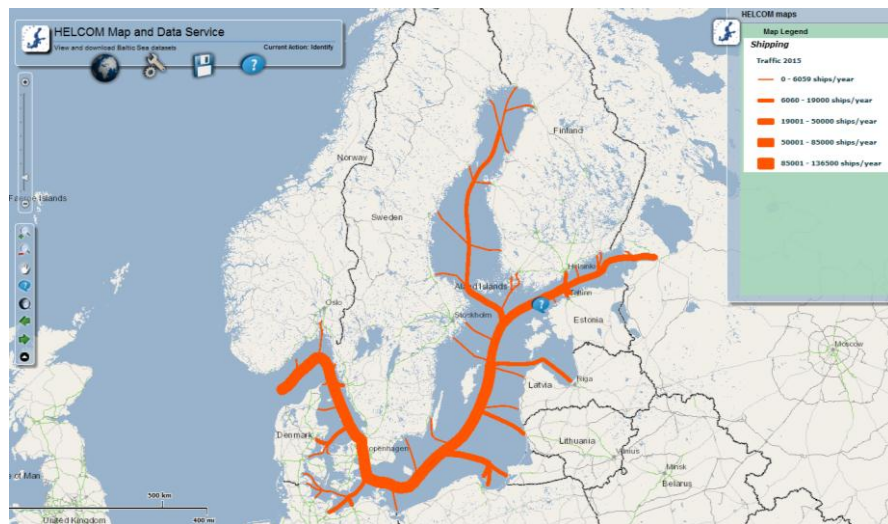 HELCOM Map and Data Service
View and download Baltic Sea datasets
Current Action: Identify
HELCOM maps
Map Legend
Shipping
Traffic 2015
0 - 6059 ships/year
6060 - 19000 ships/year
19001 - 50000 ships/year
50001 - 85000 ships/year
85001 - 136500 ships/year
Finland
Norway
Islands
Sweden
Helsinki
Islands
Oslo
Tallinn
Stockholm
Estonia
Moscow
Latvia
Riga
Denmark
Lithuania
openhagen
Vilnius
Minsk
e of Man
Belarus
500 km
400 mi
United Kingdom